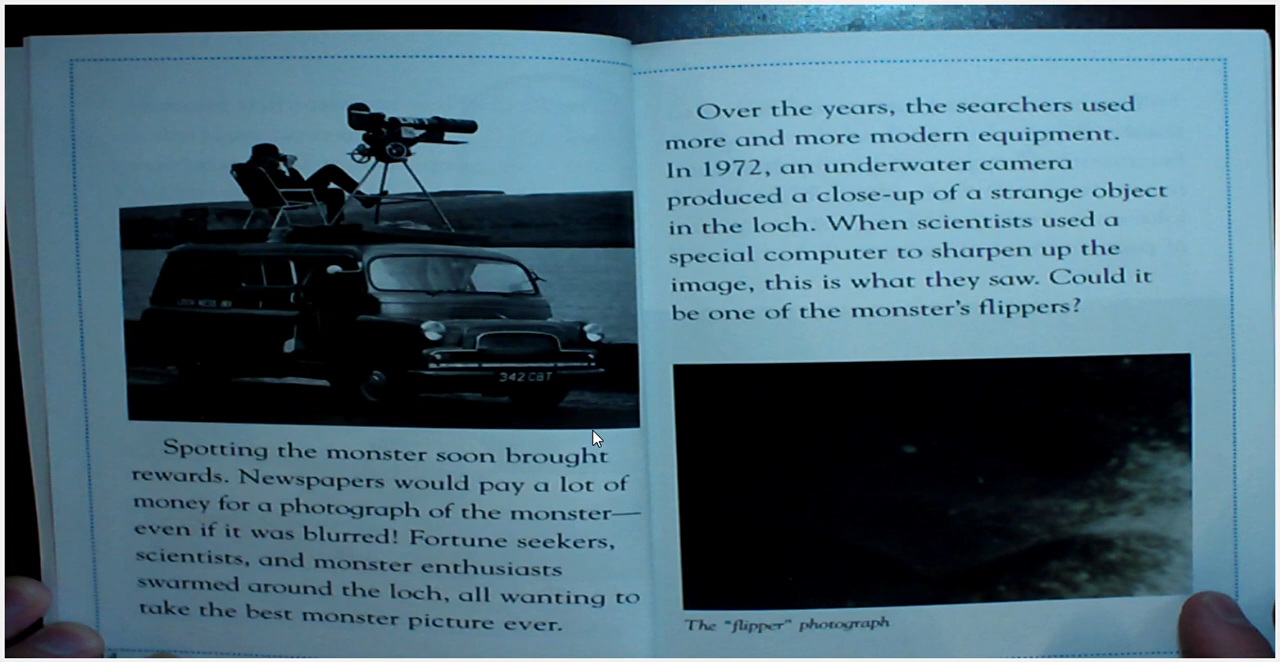 LOCH NESS
342 CBT
Spotting the monster soon brought
rewards. Newspapers would pay a lot of
money for a photograph of the monster—
even if it was blurred! Fortune seekers,
scientists, and monster enthusiasts
swarmed around the loch, all wanting to
take the best monster picture ever.
Over the years, the searchers used
more and more modern equipment.
In 1972, an underwater camera
produced a close-up of a strange object
in the loch. When scientists used a
special computer to sharpen up the
image, this is what they saw. Could it
be one of the monster's flippers?
The "flipper" photograph